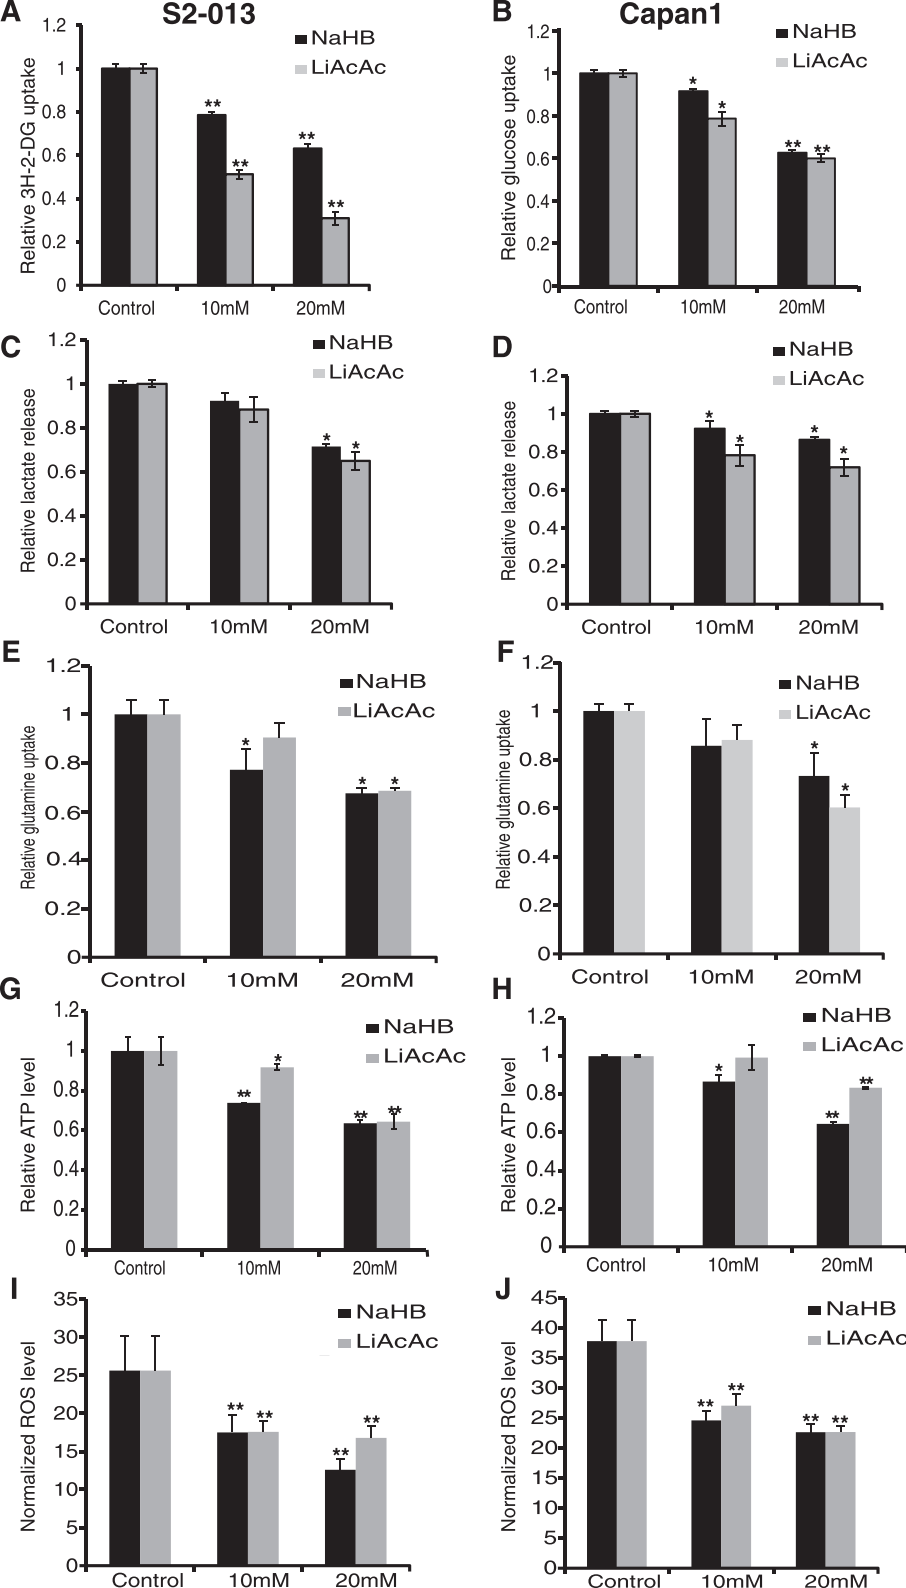 A
S2-013
Relative 3H-2-DG uptake
1.2
1
0.8
0.6
0.4
0.2
0
NaHB
LiAcAc
**
**
**
**
Control 10mM 20mM
B
Capan1
Relative glucose uptake
1.2
1
0.8
0.6
0.4
0.2
0
NaHB
LiAcAc
*
*
** **
Control 10mM 20mM
C
Relative lactate release
1.2
1
0.8
0.6
0.4
0.2
0
NaHB
LiAcAc
* *
Control 10mM 20mM
D
Relative lactate release
1.2
1
0.8
0.6
0.4
0.2
0
NaHB
LiAcAc
*
*
*
*
Control 10mM 20mM
E
Relative glutamine uptake
1.2
1
0.8
0.6
0.4
0.2
0
NaHB
LiAcAc
*
* *
Control 10mM 20mM
F
Relative glutamine uptake
1.2
1
0.8
0.6
0.4
0.2
0
NaHB
LiAcAc
*
*
Control 10mM 20mM
G
Relative ATP level
1.2
1
0.8
0.6
0.4
0.2
0
NaHB
LiAcAc
**
*
** **
Control 10mM 20mM
H
Relative ATP level
1.2
1
0.8
0.6
0.4
0.2
0
NaHB
LiAcAc
*
**
**
Control 10mM 20mM
I
Normalized ROS level
35
30
25
20
15
10
5
0
NaHB
LiAcAc
** **
**
**
Control 10mM 20mM
J
Normalized ROS level
45
40
35
30
25
20
15
10
5
0
NaHB
LiAcAc
**
**
** **
Control 10mM 20mM